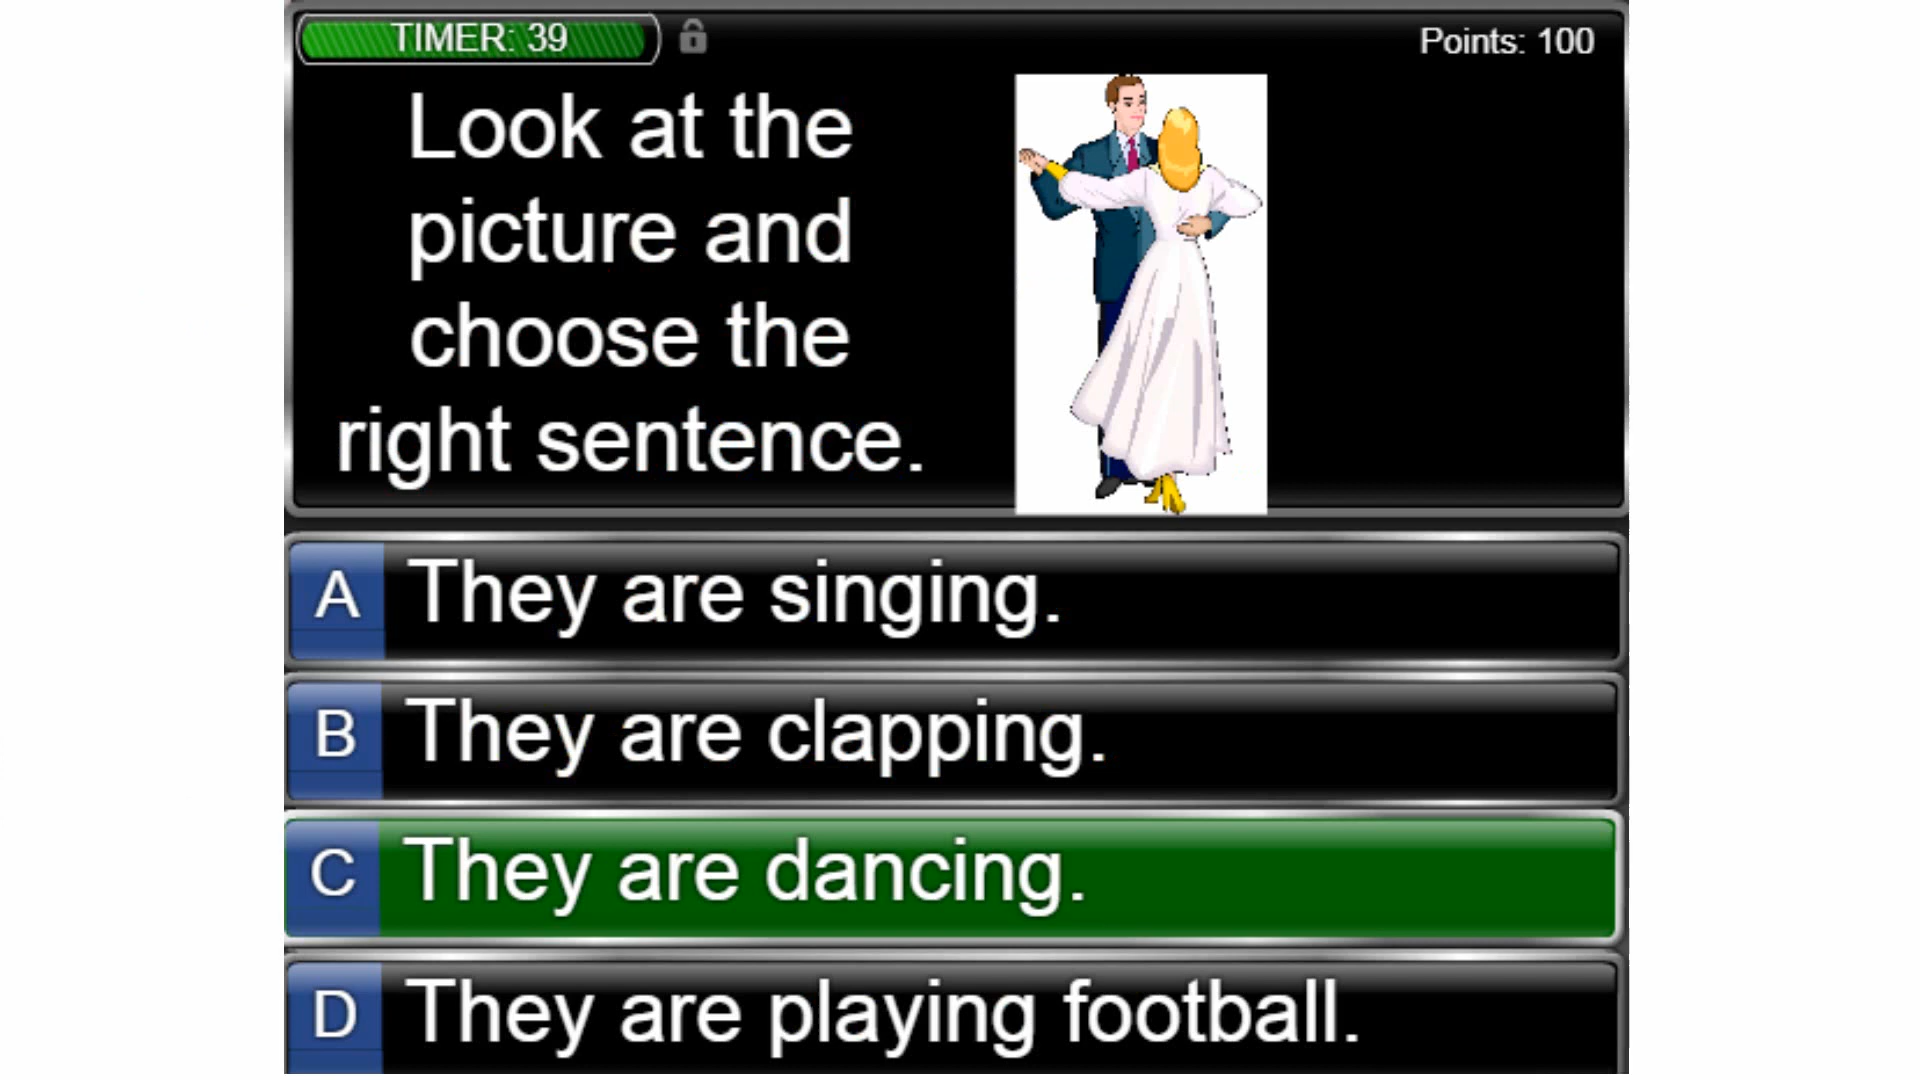 TIMER: 39
Points: 100
Look at the
picture and
choose the
right sentence.
A They are singing.
B They are clapping.
C They are dancing.
D They are playing football.